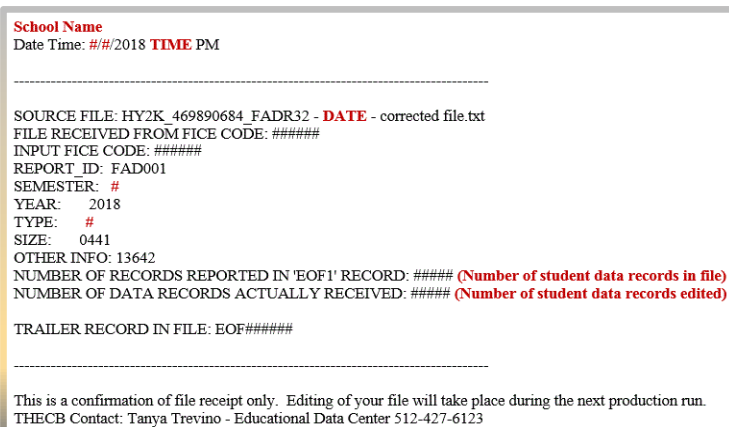 School Name
Date Time: #/#/2018 TIME PM
--------------------------------------------------------------------------------------------
SOURCE FILE: HY2K_469890684_FADR32 - DATE - corrected file.txt
FILE RECEIVED FROM FICE CODE: ######
INPUT FICE CODE: ######
REPORT_ID: FAD001
SEMESTER: #
YEAR: 2018
TYPE: #
SIZE: 0441
OTHER INFO: 13642
NUMBER OF RECORDS REPORTED IN 'EOF1' RECORD: ##### (Number of student data records in file)
NUMBER OF DATA RECORDS ACTUALLY RECEIVED: ##### (Number of student data records edited)
TRAILER RECORD IN FILE: EOF######
--------------------------------------------------------------------------------------------
This is a confirmation of file receipt only. Editing of your file will take place during the next production run.
THECB Contact: Tanya Trevino - Educational Data Center 512-427-6123